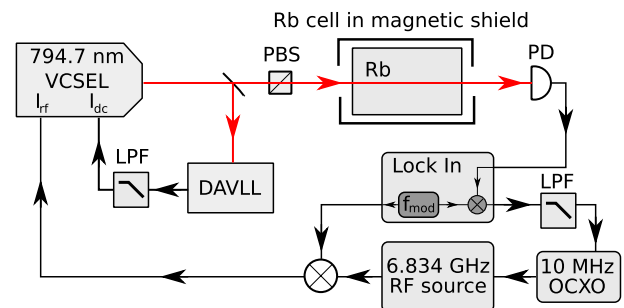 Rb cell in magnetic shield
794.7 nm
VCSEL
I_rf I_dc
PBS
Rb
PD
LPF
DAVLL
Lock In
f_mod
LPF
6.834 GHz
RF source
10 MHz
OCXO